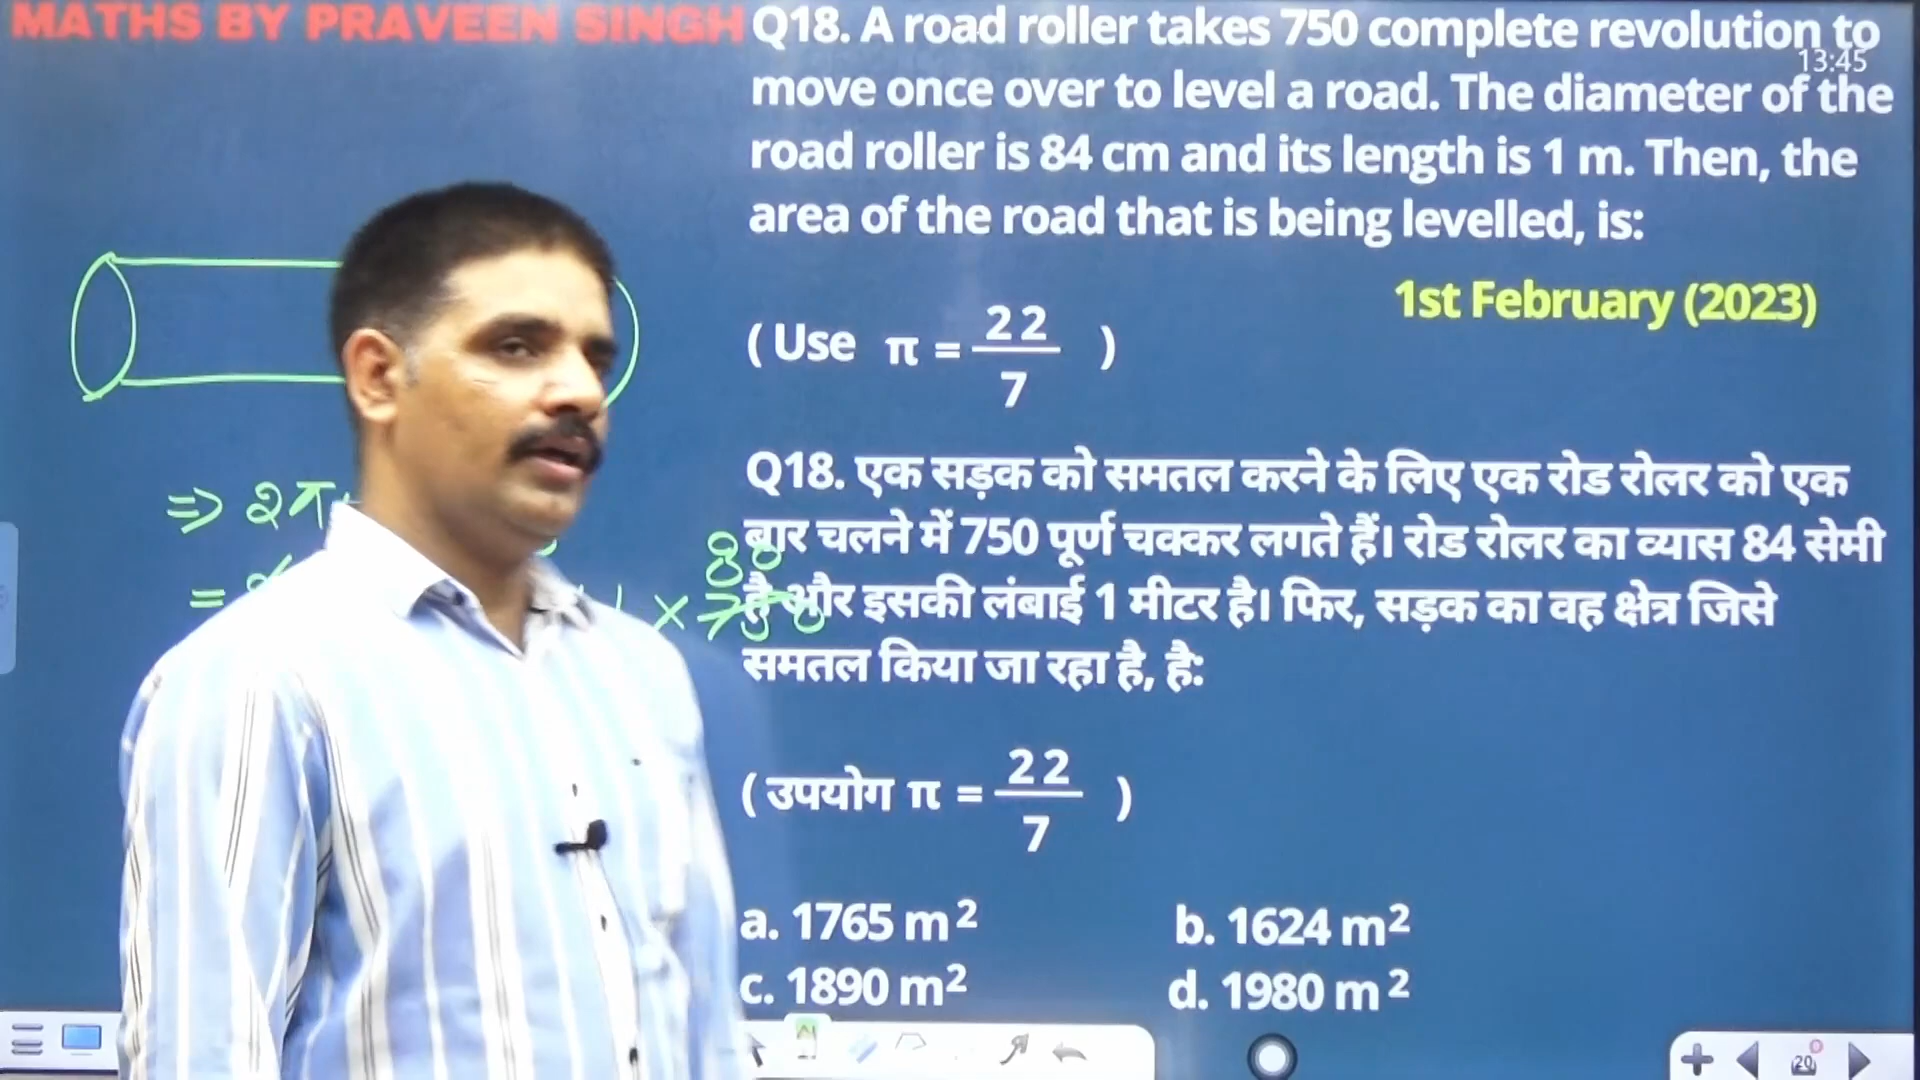 MATHS BY PRAVEEN SINGH
Q18. A road roller takes 750 complete revolution to
13:45
move once over to level a road. The diameter of the
road roller is 84 cm and its length is 1 m. Then, the
area of the road that is being levelled, is:
1st February (2023)
( Use π = 22/7 )
Q18. एक सड़क को समतल करने के लिए एक रोड रोलर को एक
बार चलने में 750 पूर्ण चक्कर लगते हैं। रोड रोलर का व्यास 84 सेमी
है और इसकी लंबाई 1 मीटर है। फिर, सड़क का वह क्षेत्र जिसे
समतल किया जा रहा है, है:
( उपयोग π = 22/7 )
a. 1765 m²
b. 1624 m²
c. 1890 m²
d. 1980 m²
⇒ 2π
=
× 750
20